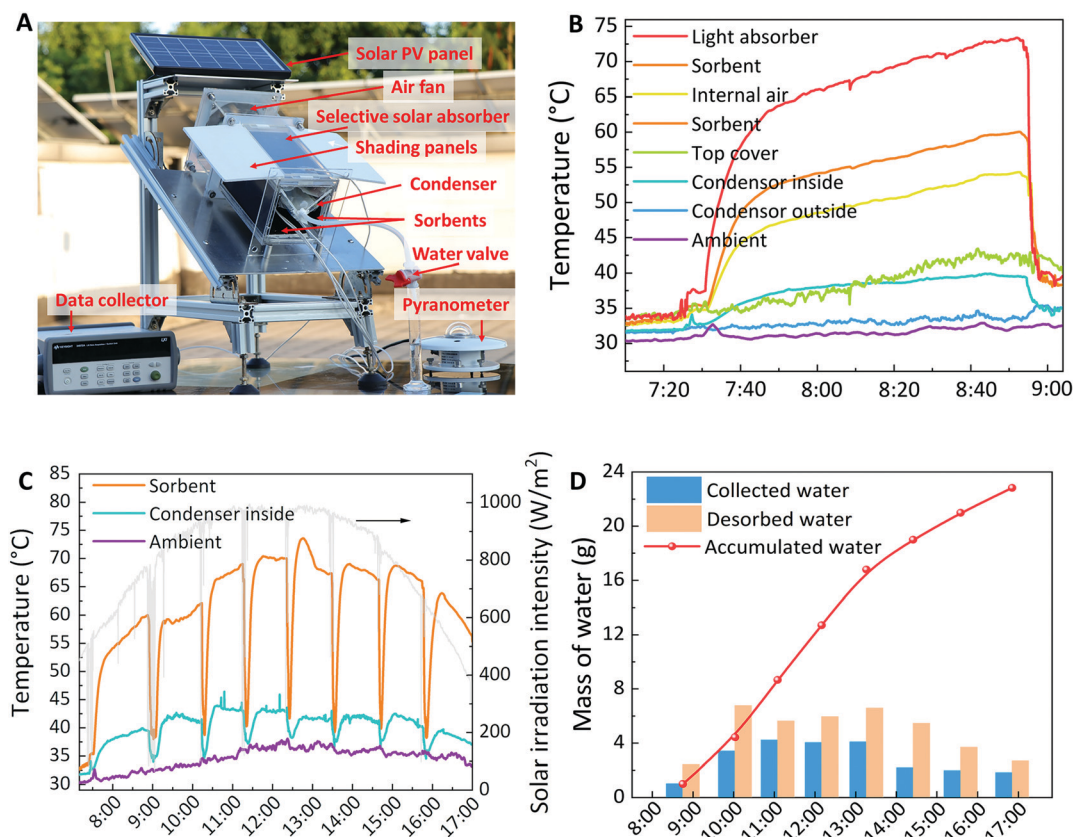 A
Solar PV panel
Air fan
Selective solar absorber
Shading panels
Condenser
Sorbents
Water valve
Data collector
Pyranometer
B
Temperature (°C)
75
70
65
60
55
50
45
40
35
30
Light absorber
Sorbent
Internal air
Sorbent
Top cover
Condensor inside
Condensor outside
Ambient
7:20 7:40 8:00 8:20 8:40 9:00
C
Temperature (°C)
85
80
75
70
65
60
55
50
45
40
35
30
Sorbent
Condenser inside
Ambient
1000
800
600
400
200
0
Solar irradiation intensity (W/m²)
8:00 9:00 10:00 11:00 12:00 13:00 14:00 15:00 16:00 17:00
D
Mass of water (g)
24
20
16
12
8
4
0
Collected water
Desorbed water
Accumulated water
8:00 9:00 10:00 11:00 12:00 13:00 14:00 15:00 16:00 17:00